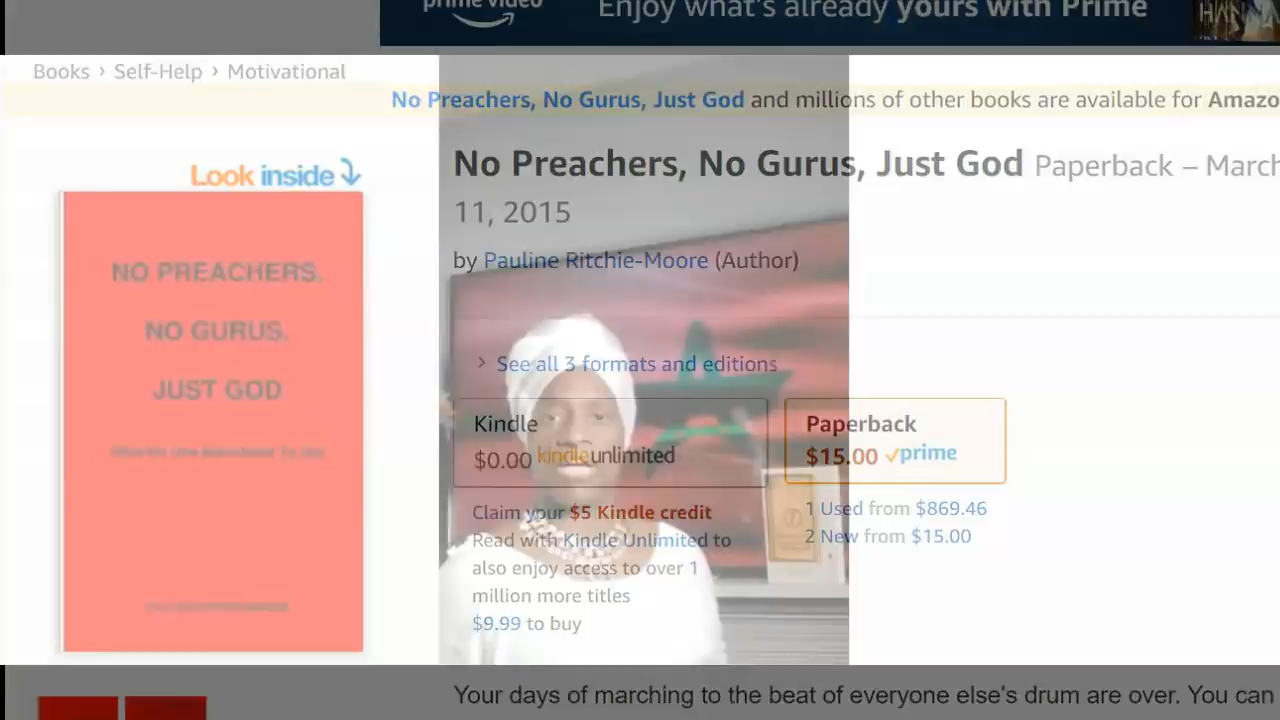 prime video
Enjoy what's already yours with Prime
Books › Self-Help › Motivational
No Preachers, No Gurus, Just God and millions of other books are available for Amazo
Look inside
No Preachers, No Gurus, Just God Paperback – March
11, 2015
by Pauline Ritchie-Moore (Author)
NO PREACHERS.
NO GURUS.
JUST GOD
› See all 3 formats and editions
Kindle
$0.00 kindleunlimited
Paperback
$15.00 prime
Claim your $5 Kindle credit
Read with Kindle Unlimited to
also enjoy access to over 1
million more titles
$9.99 to buy
1 Used from $869.46
2 New from $15.00
Your days of marching to the beat of everyone else's drum are over. You can